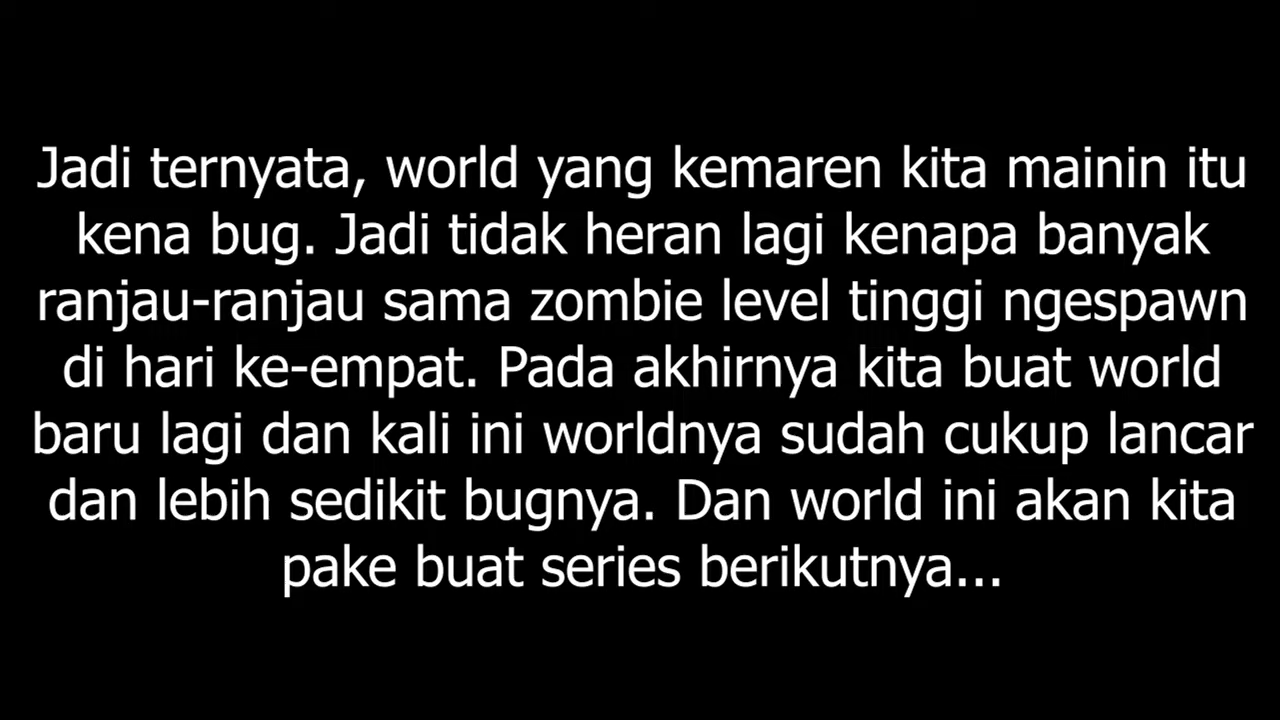 Jadi ternyata, world yang kemaren kita mainin itu
kena bug. Jadi tidak heran lagi kenapa banyak
ranjau-ranjau sama zombie level tinggi ngespawn
di hari ke-empat. Pada akhirnya kita buat world
baru lagi dan kali ini worldnya sudah cukup lancar
dan lebih sedikit bugnya. Dan world ini akan kita
pake buat series berikutnya...